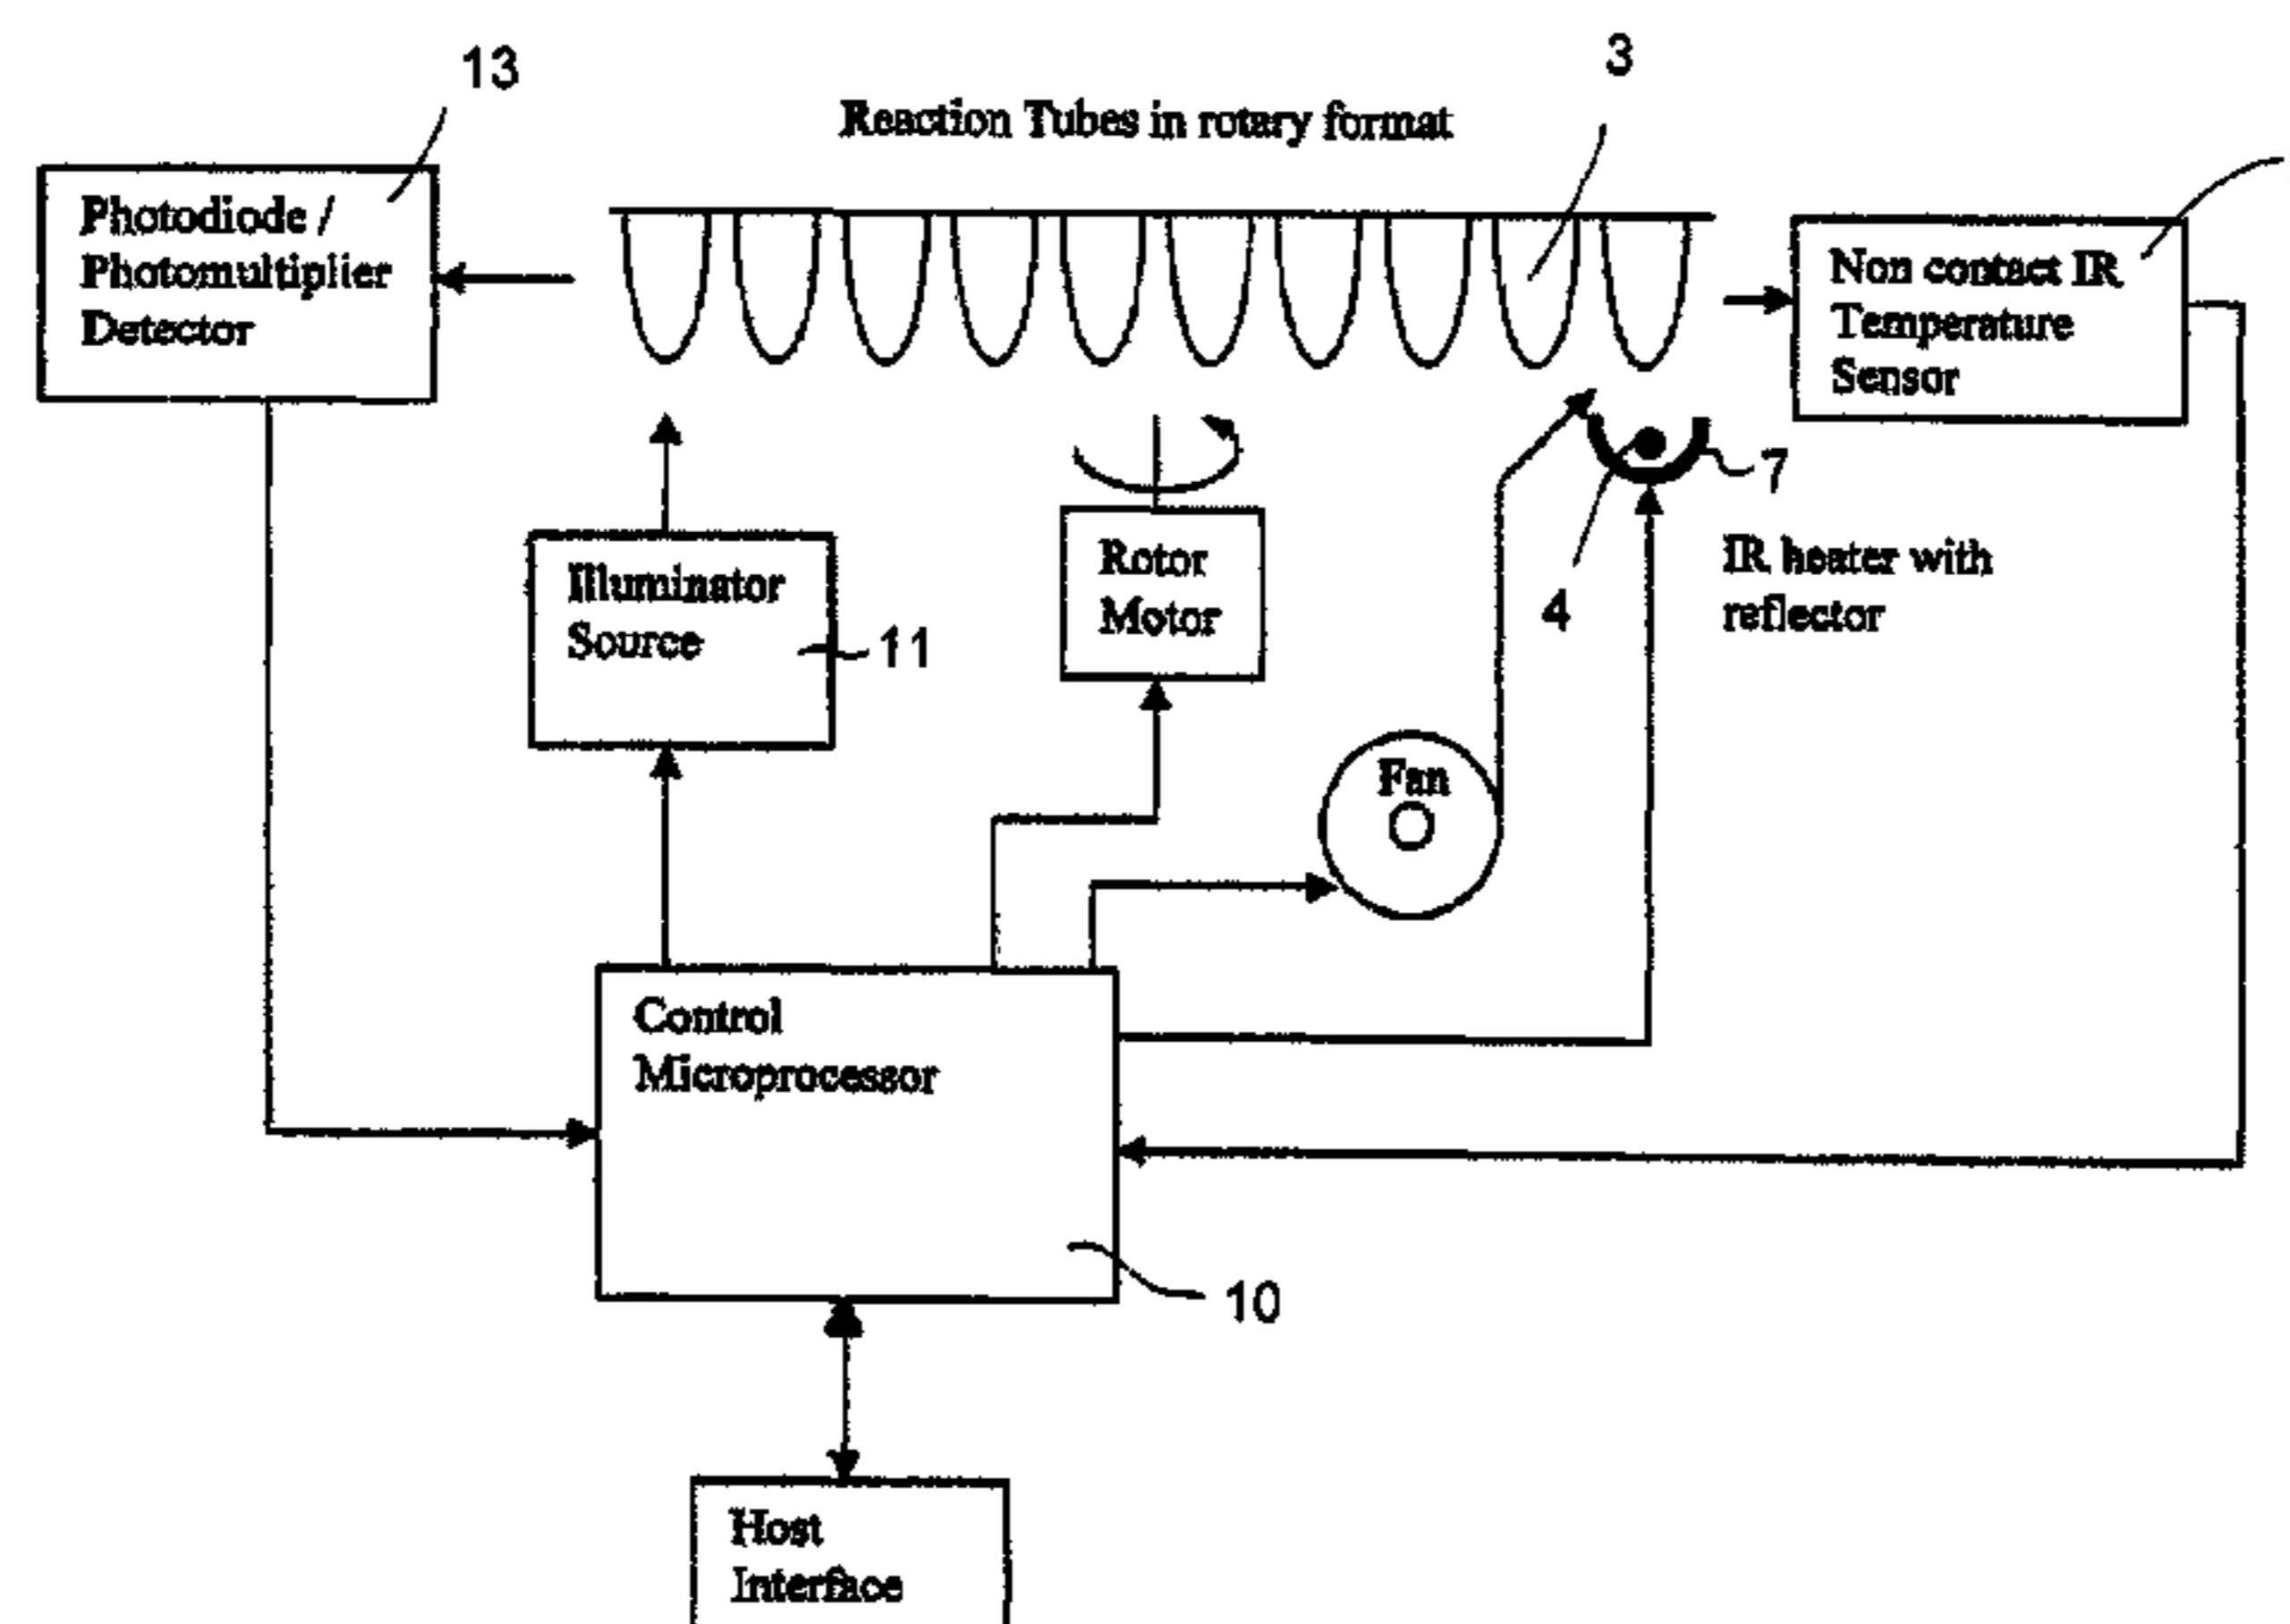 13
3
Reaction Tubes in rotary format
Photodiode /
Photomultiplier
Detector
Non contact IR
Temperature
Sensor
7
4
IR heater with
reflector
Illuminator
Source
11
Rotor
Motor
Fan
Control
Microprocessor
10
Host
Interface